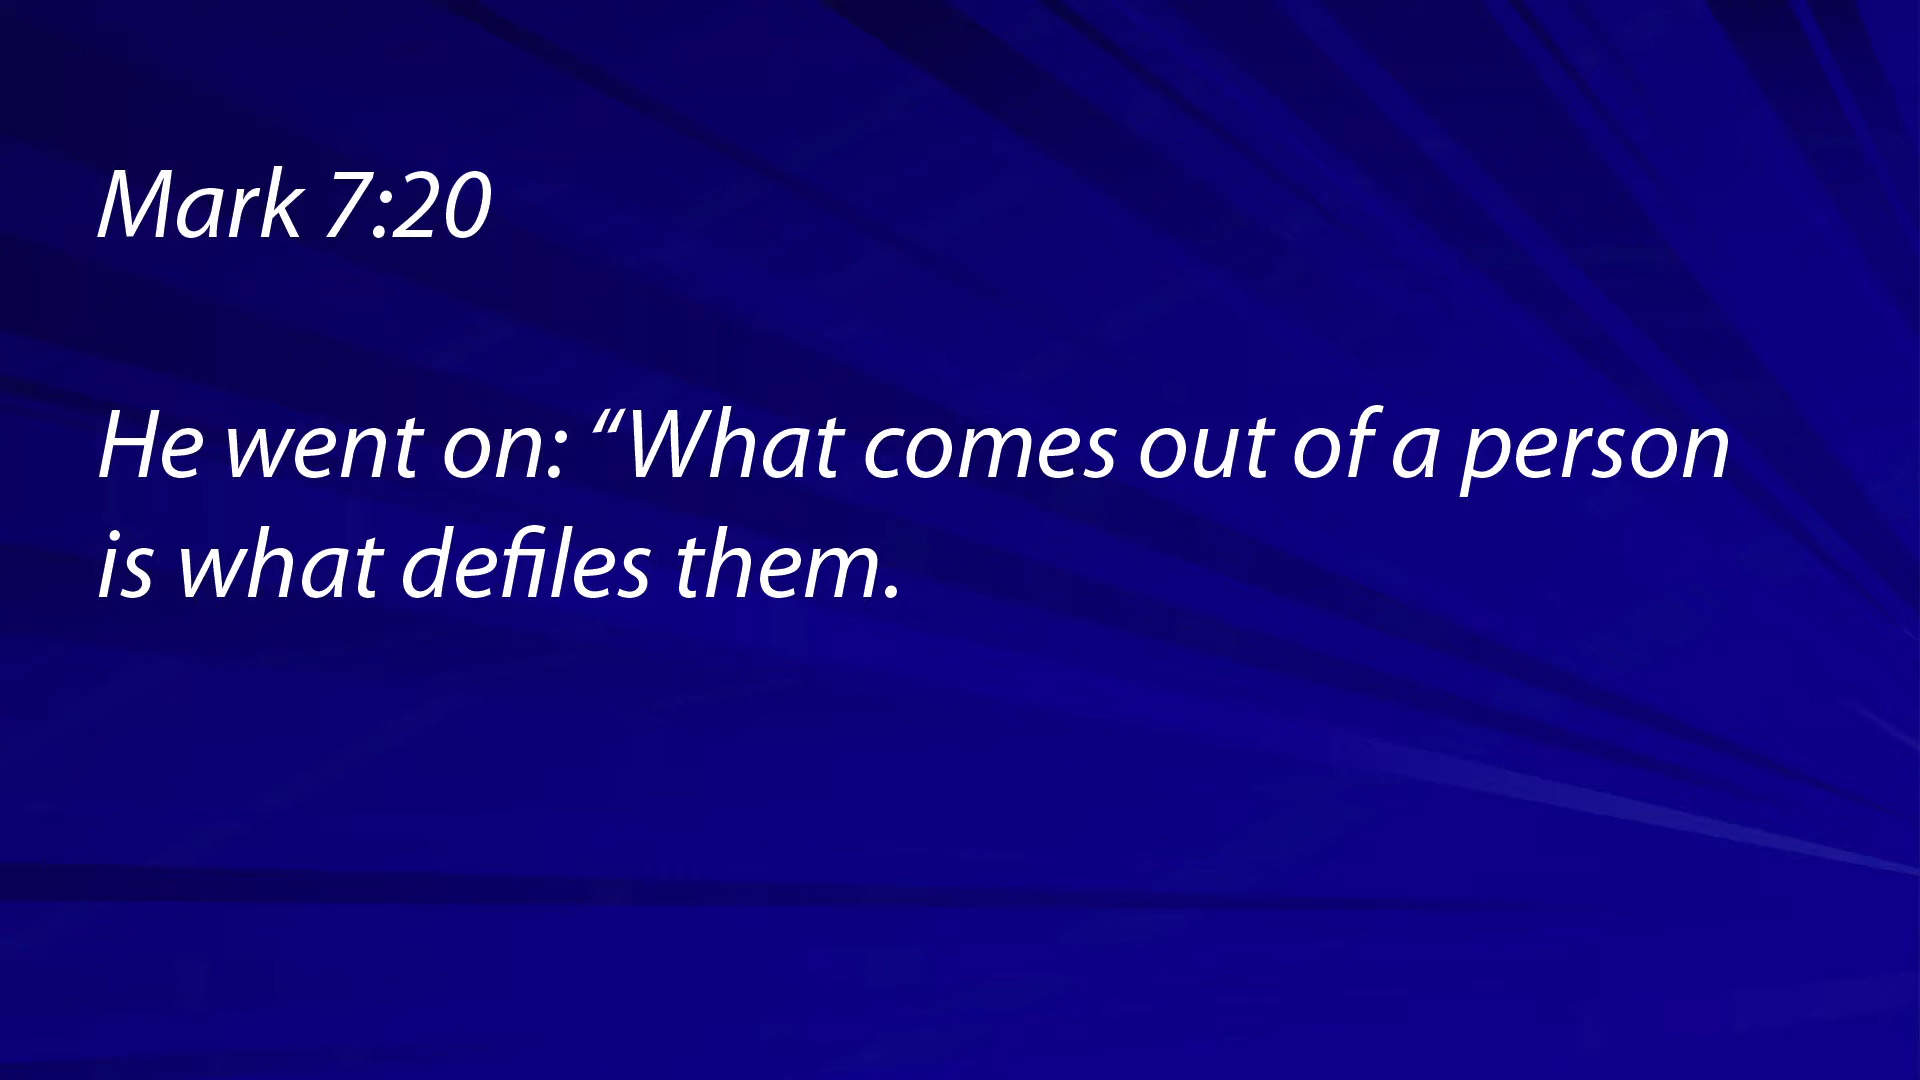 Mark 7:20
He went on: “What comes out of a person
is what defiles them.